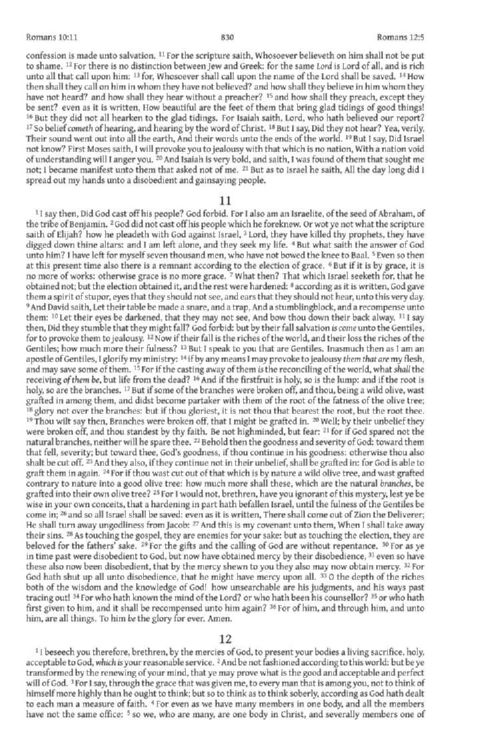 Romans 10:11 830 Romans 12:5
confession is made unto salvation. 11 For the scripture saith, Whosoever believeth on him shall not be put
to shame. 12 For there is no distinction between Jew and Greek: for the same Lord is Lord of all, and is rich
unto all that call upon him: 13 for, Whosoever shall call upon the name of the Lord shall be saved. 14 How
then shall they call on him in whom they have not believed? and how shall they believe in him whom they
have not heard? and how shall they hear without a preacher? 15 and how shall they preach, except they
be sent? even as it is written, How beautiful are the feet of them that bring glad tidings of good things!
16 But they did not all hearken to the glad tidings. For Isaiah saith, Lord, who hath believed our report?
17 So belief cometh of hearing, and hearing by the word of Christ. 18 But I say, Did they not hear? Yea, verily,
Their sound went out into all the earth, And their words unto the ends of the world. 19 But I say, Did Israel
not know? First Moses saith, I will provoke you to jealousy with that which is no nation, With a nation void
of understanding will I anger you. 20 And Isaiah is very bold, and saith, I was found of them that sought me
not; I became manifest unto them that asked not of me. 21 But as to Israel he saith, All the day long did I
spread out my hands unto a disobedient and gainsaying people.
11
1 I say then, Did God cast off his people? God forbid. For I also am an Israelite, of the seed of Abraham, of
the tribe of Benjamin. 2 God did not cast off his people which he foreknew. Or wot ye not what the scripture
saith of Elijah? how he pleadeth with God against Israel, 3 Lord, they have killed thy prophets, they have
digged down thine altars: and I am left alone, and they seek my life. 4 But what saith the answer of God
unto him? I have left for myself seven thousand men, who have not bowed the knee to Baal. 5 Even so then
at this present time also there is a remnant according to the election of grace. 6 But if it is by grace, it is
no more of works: otherwise grace is no more grace. 7 What then? That which Israel seeketh for, that he
obtained not; but the election obtained it, and the rest were hardened: 8 according as it is written, God gave
them a spirit of stupor, eyes that they should not see, and ears that they should not hear, unto this very day.
9 And David saith, Let their table be made a snare, and a trap, And a stumblingblock, and a recompense unto
them: 10 Let their eyes be darkened, that they may not see, And bow thou down their back alway. 11 I say
then, Did they stumble that they might fall? God forbid: but by their fall salvation is come unto the Gentiles,
for to provoke them to jealousy. 12 Now if their fall is the riches of the world, and their loss the riches of the
Gentiles; how much more their fulness? 13 But I speak to you that are Gentiles. Inasmuch then as I am an
apostle of Gentiles, I glorify my ministry: 14 if by any means I may provoke to jealousy them that are my flesh,
and may save some of them. 15 For if the casting away of them is the reconciling of the world, what shall the
receiving of them be, but life from the dead? 16 And if the firstfruit is holy, so is the lump: and if the root is
holy, so are the branches. 17 But if some of the branches were broken off, and thou, being a wild olive, wast
grafted in among them, and didst become partaker with them of the root of the fatness of the olive tree;
18 glory not over the branches: but if thou gloriest, it is not thou that bearest the root, but the root thee.
19 Thou wilt say then, Branches were broken off, that I might be grafted in. 20 Well; by their unbelief they
were broken off, and thou standest by thy faith. Be not highminded, but fear: 21 for if God spared not the
natural branches, neither will he spare thee. 22 Behold then the goodness and severity of God: toward them
that fell, severity; but toward thee, God's goodness, if thou continue in his goodness: otherwise thou also
shalt be cut off. 23 And they also, if they continue not in their unbelief, shall be grafted in: for God is able to
graft them in again. 24 For if thou wast cut out of that which is by nature a wild olive tree, and wast grafted
contrary to nature into a good olive tree: how much more shall these, which are the natural branches, be
grafted into their own olive tree? 25 For I would not, brethren, have you ignorant of this mystery, lest ye be
wise in your own conceits, that a hardening in part hath befallen Israel, until the fulness of the Gentiles be
come in; 26 and so all Israel shall be saved: even as it is written, There shall come out of Zion the Deliverer;
He shall turn away ungodliness from Jacob: 27 And this is my covenant unto them, When I shall take away
their sins. 28 As touching the gospel, they are enemies for your sake: but as touching the election, they are
beloved for the fathers' sake. 29 For the gifts and the calling of God are without repentance. 30 For as ye
in time past were disobedient to God, but now have obtained mercy by their disobedience, 31 even so have
these also now been disobedient, that by the mercy shewn to you they also may now obtain mercy. 32 For
God hath shut up all unto disobedience, that he might have mercy upon all. 33 O the depth of the riches
both of the wisdom and the knowledge of God! how unsearchable are his judgments, and his ways past
tracing out! 34 For who hath known the mind of the Lord? or who hath been his counsellor? 35 or who hath
first given to him, and it shall be recompensed unto him again? 36 For of him, and through him, and unto
him, are all things. To him be the glory for ever. Amen.
12
1 I beseech you therefore, brethren, by the mercies of God, to present your bodies a living sacrifice, holy,
acceptable to God, which is your reasonable service. 2 And be not fashioned according to this world: but be ye
transformed by the renewing of your mind, that ye may prove what is the good and acceptable and perfect
will of God. 3 For I say, through the grace that was given me, to every man that is among you, not to think of
himself more highly than he ought to think; but so to think as to think soberly, according as God hath dealt
to each man a measure of faith. 4 For even as we have many members in one body, and all the members
have not the same office: 5 so we, who are many, are one body in Christ, and severally members one of